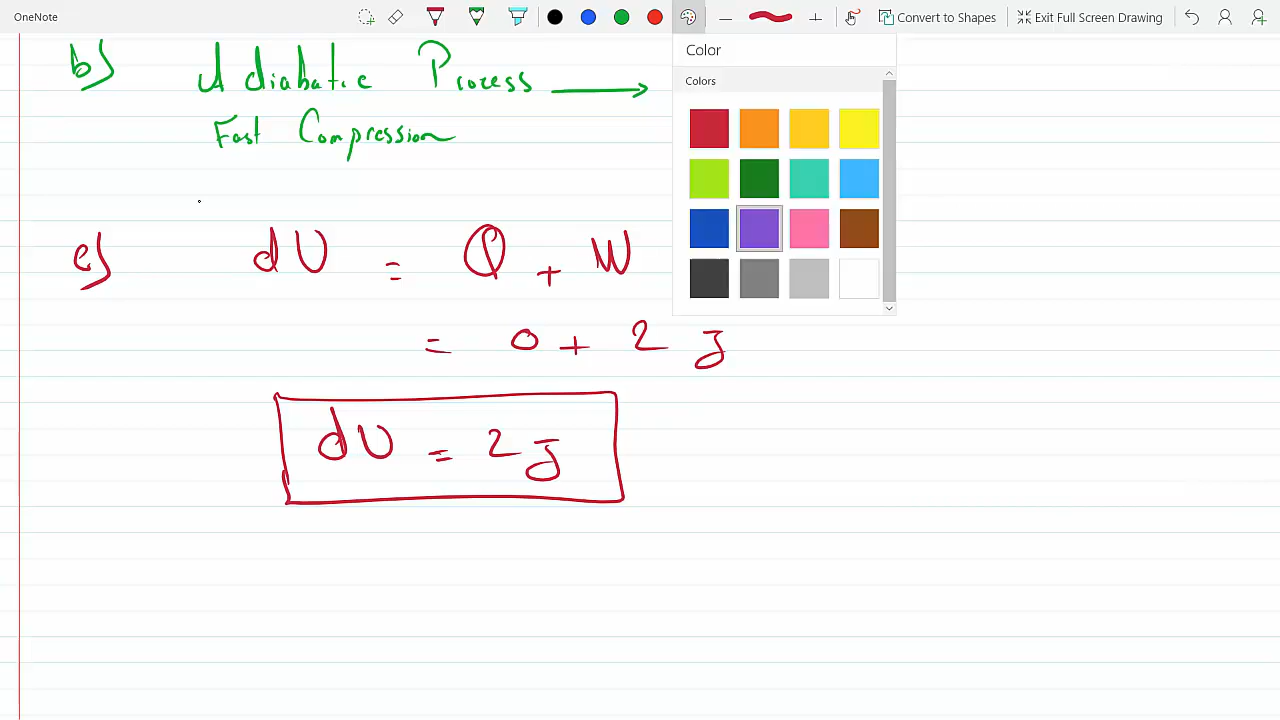 OneNote
Convert to Shapes
Exit Full Screen Drawing
Color
Colors
b) Adiabatic Process →
Fast Compression
c) dU = Q + W
= 0 + 2 J
dU = 2 J